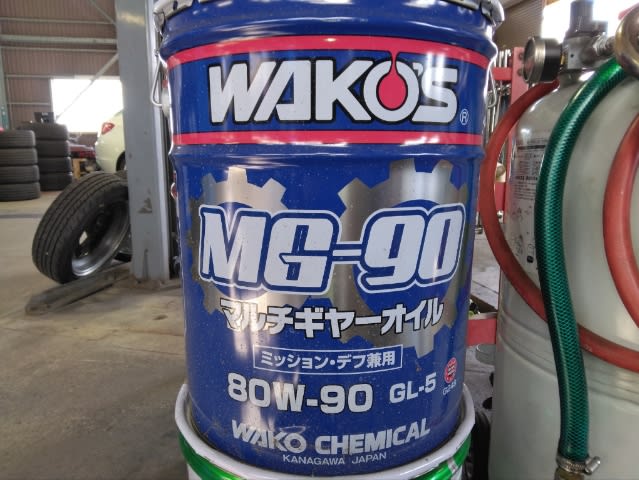 WAKO'S®
MG-90
マルチギヤーオイル
ミッション・デフ兼用
80W-90 GL-5
WAKO CHEMICAL
KANAGAWA JAPAN